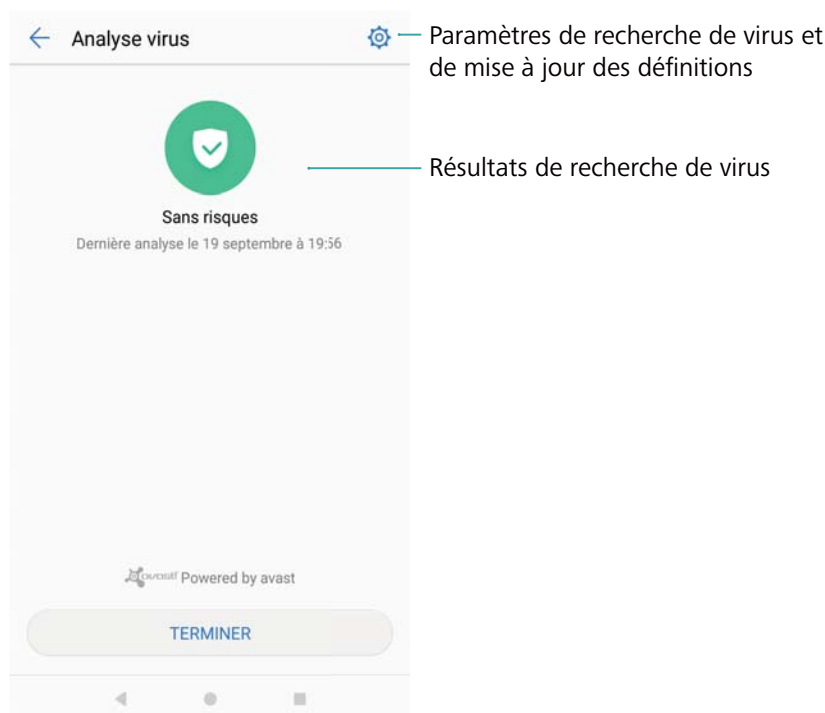 Analyse virus
Paramètres de recherche de virus et
de mise à jour des définitions
Résultats de recherche de virus
Sans risques
Dernière analyse le 19 septembre à 19:56
avast! Powered by avast
TERMINER